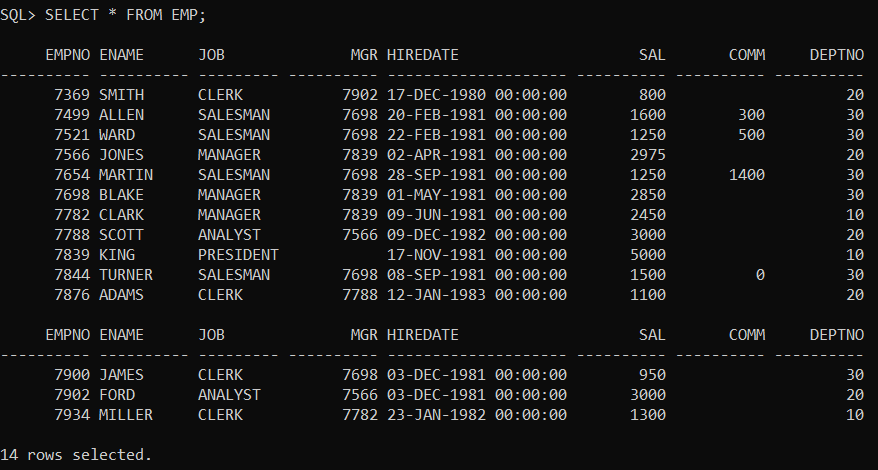 SQL> SELECT * FROM EMP;
     EMPNO ENAME      JOB              MGR HIREDATE                    SAL       COMM     DEPTNO
---------- ---------- --------- ---------- -------------------- ---------- ---------- ----------
      7369 SMITH      CLERK           7902 17-DEC-1980 00:00:00        800                    20
      7499 ALLEN      SALESMAN        7698 20-FEB-1981 00:00:00       1600        300         30
      7521 WARD       SALESMAN        7698 22-FEB-1981 00:00:00       1250        500         30
      7566 JONES      MANAGER         7839 02-APR-1981 00:00:00       2975                    20
      7654 MARTIN     SALESMAN        7698 28-SEP-1981 00:00:00       1250       1400         30
      7698 BLAKE      MANAGER         7839 01-MAY-1981 00:00:00       2850                    30
      7782 CLARK      MANAGER         7839 09-JUN-1981 00:00:00       2450                    10
      7788 SCOTT      ANALYST         7566 09-DEC-1982 00:00:00       3000                    20
      7839 KING       PRESIDENT            17-NOV-1981 00:00:00       5000                    10
      7844 TURNER     SALESMAN        7698 08-SEP-1981 00:00:00       1500          0         30
      7876 ADAMS      CLERK           7788 12-JAN-1983 00:00:00       1100                    20
     EMPNO ENAME      JOB              MGR HIREDATE                    SAL       COMM     DEPTNO
---------- ---------- --------- ---------- -------------------- ---------- ---------- ----------
      7900 JAMES      CLERK           7698 03-DEC-1981 00:00:00        950                    30
      7902 FORD       ANALYST         7566 03-DEC-1981 00:00:00       3000                    20
      7934 MILLER     CLERK           7782 23-JAN-1982 00:00:00       1300                    10
14 rows selected.